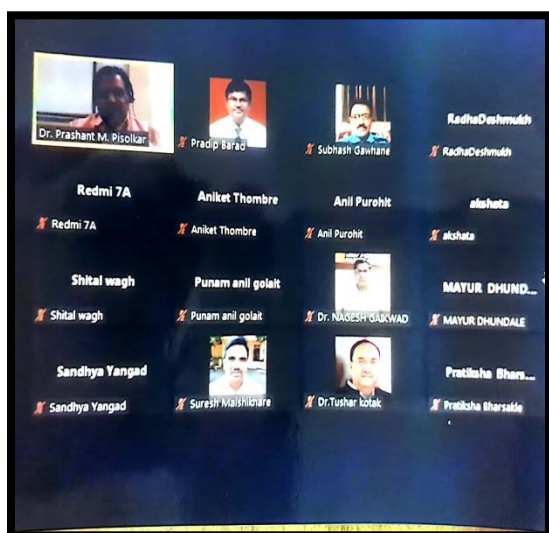 Dr. Prashant M. Pisolkar
Pradip Barad
Subhash Gawhane
RadhaDeshmukh
RadhaDeshmukh
Redmi 7A
Redmi 7A
Aniket Thombre
Aniket Thombre
Anil Purohit
Anil Purohit
akshata
akshata
Shital wagh
Shital wagh
Punam anil golait
Punam anil golait
Dr. NAGESH GAIKWAD
MAYUR DHUND...
MAYUR DHUNDALE
Sandhya Yangad
Sandhya Yangad
Suresh Maishikhare
Dr.Tushar kotak
Pratiksha Bhars...
Pratiksha Bharsakle